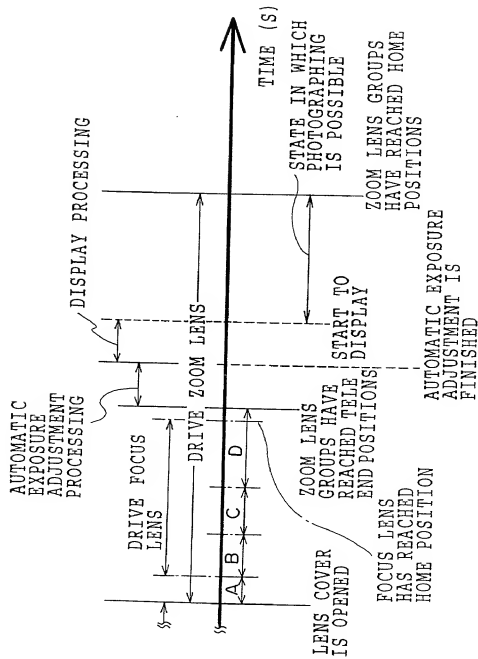 AUTOMATIC
EXPOSURE
ADJUSTMENT
PROCESSING
DISPLAY PROCESSING
DRIVE FOCUS
LENS
DRIVE ZOOM LENS
A
B
C
D
TIME (S)
LENS COVER
IS OPENED
FOCUS LENS
HAS REACHED
HOME POSITION
ZOOM LENS
GROUPS HAVE
REACHED TELE
END POSITIONS
START TO
DISPLAY
AUTOMATIC EXPOSURE
ADJUSTMENT IS
FINISHED
STATE IN WHICH
PHOTOGRAPHING
IS POSSIBLE
ZOOM LENS GROUPS
HAVE REACHED HOME
POSITIONS